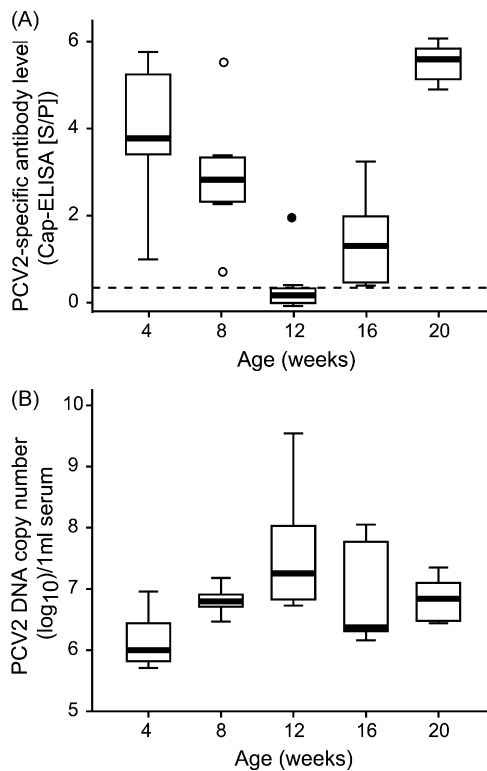 (A)
PCV2-specific antibody level
(Cap-ELISA [S/P])
6
4
2
0
4 8 12 16 20
Age (weeks)
(B)
PCV2 DNA copy number
(log10)/1ml serum
10
9
8
7
6
5
4 8 12 16 20
Age (weeks)